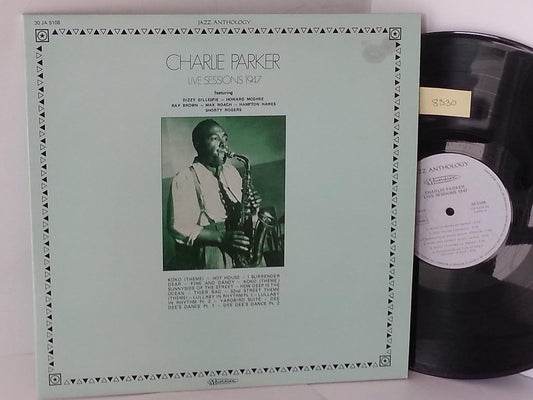 30 JA 5108
JAZZ ANTHOLOGY
CHARLIE PARKER
LIVE SESSIONS 1947
featuring
DIZZY GILLESPIE — HOWARD McGHEE
RAY BROWN — MAX ROACH — HAMPTON HAWES
SHORTY ROGERS
KOKO (THEME) — HOT HOUSE — I SURRENDER
DEAR — FINE AND DANDY — KOKO (THEME)
SUNNYSIDE OF THE STREET — HOW DEEP IS THE
OCEAN — TIGER RAG — 52nd STREET THEME
(THEME) — LULLABY IN RHYTHM Pt. 1 — LULLABY
IN RHYTHM Pt. 2 — YARDBIRD SUITE — DEE
DEE'S DANCE Pt. 1 — DEE DEE'S DANCE Pt. 2
Musidisc
8330
JAZZ ANTHOLOGY
Musidisc
CHARLIE PARKER
LIVE SESSIONS 1947